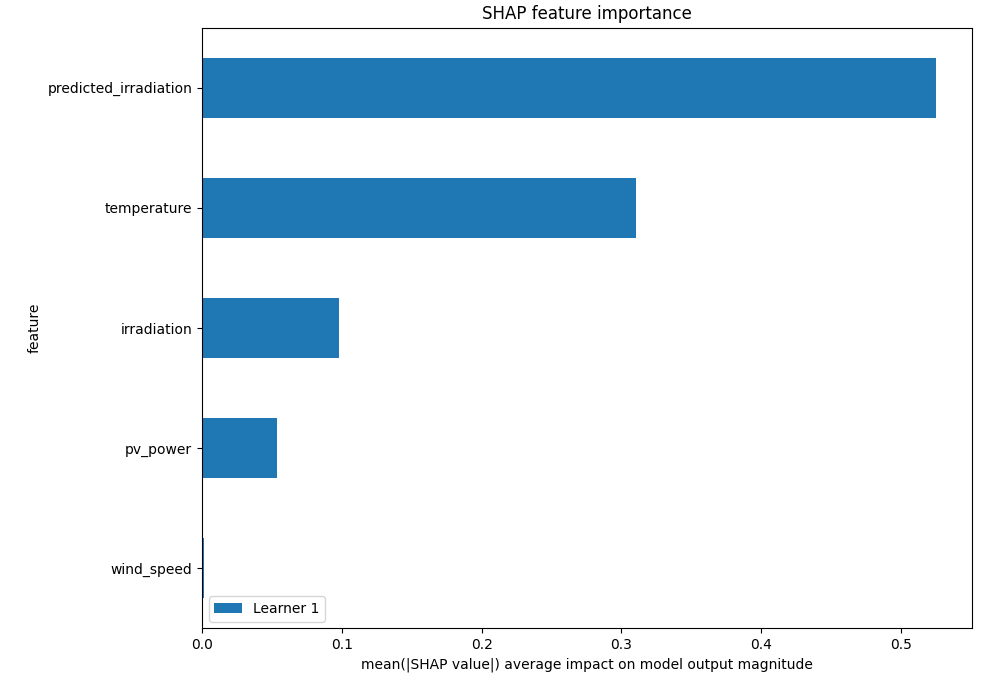 SHAP feature importance
predicted_irradiation
temperature
irradiation
pv_power
wind_speed
feature
Learner 1
0.0 0.1 0.2 0.3 0.4 0.5
mean(|SHAP value|) average impact on model output magnitude